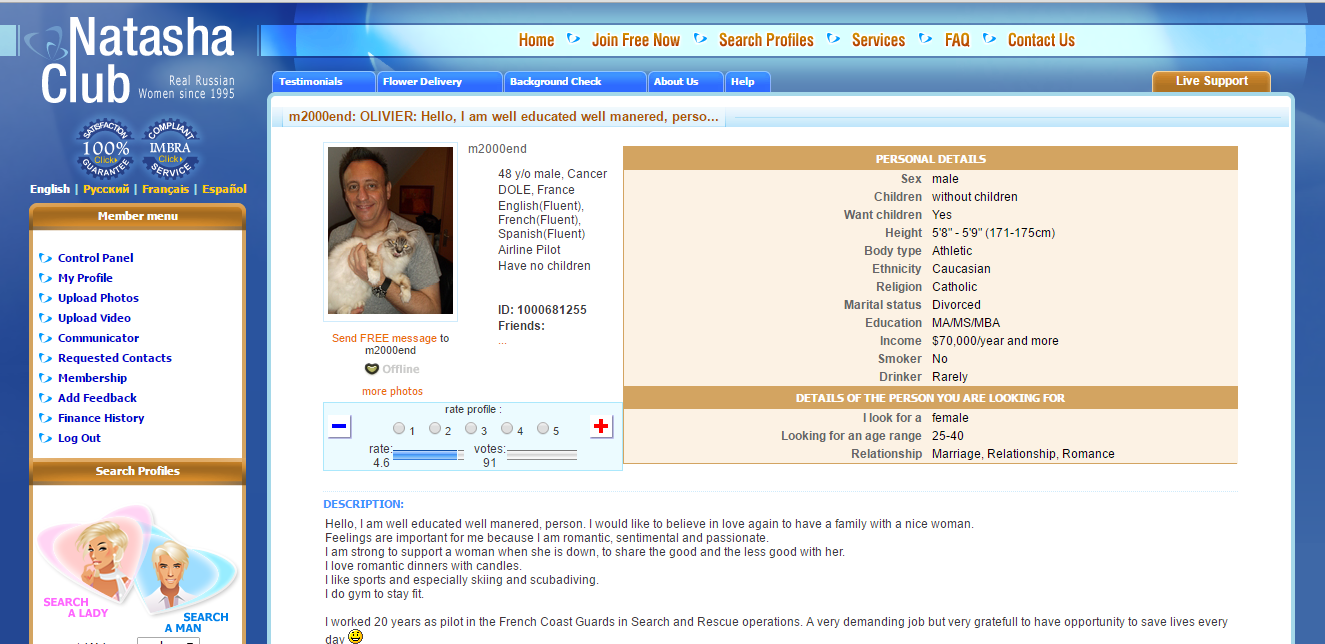 Natasha
Club
Real Russian
Women since 1995
SATISFACTION
100%
Click
GUARANTEE
COMPLIANT
IMBRA
Click
SERVICE
English | Русский | Français | Español
Home
Join Free Now
Search Profiles
Services
FAQ
Contact Us
Testimonials
Flower Delivery
Background Check
About Us
Help
Live Support
Member menu
Control Panel
My Profile
Upload Photos
Upload Video
Communicator
Requested Contacts
Membership
Add Feedback
Finance History
Log Out
Search Profiles
SEARCH
A LADY
SEARCH
A MAN
m2000end: OLIVIER: Hello, I am well educated well manered, perso...
m2000end
48 y/o male, Cancer
DOLE, France
English(Fluent),
French(Fluent),
Spanish(Fluent)
Airline Pilot
Have no children
ID: 1000681255
Friends:
...
Send FREE message to
m2000end
Offline
more photos
rate profile :
1 2 3 4 5
rate:
4.6
votes:
91
PERSONAL DETAILS
Sex male
Children without children
Want children Yes
Height 5'8" - 5'9" (171-175cm)
Body type Athletic
Ethnicity Caucasian
Religion Catholic
Marital status Divorced
Education MA/MS/MBA
Income $70,000/year and more
Smoker No
Drinker Rarely
DETAILS OF THE PERSON YOU ARE LOOKING FOR
I look for a female
Looking for an age range 25-40
Relationship Marriage, Relationship, Romance
DESCRIPTION:
Hello, I am well educated well manered, person. I would like to believe in love again to have a family with a nice woman.
Feelings are important for me because I am romantic, sentimental and passionate.
I am strong to support a woman when she is down, to share the good and the less good with her.
I love romantic dinners with candles.
I like sports and especially skiing and scubadiving.
I do gym to stay fit.
I worked 20 years as pilot in the French Coast Guards in Search and Rescue operations. A very demanding job but very gratefull to have opportunity to save lives every
day